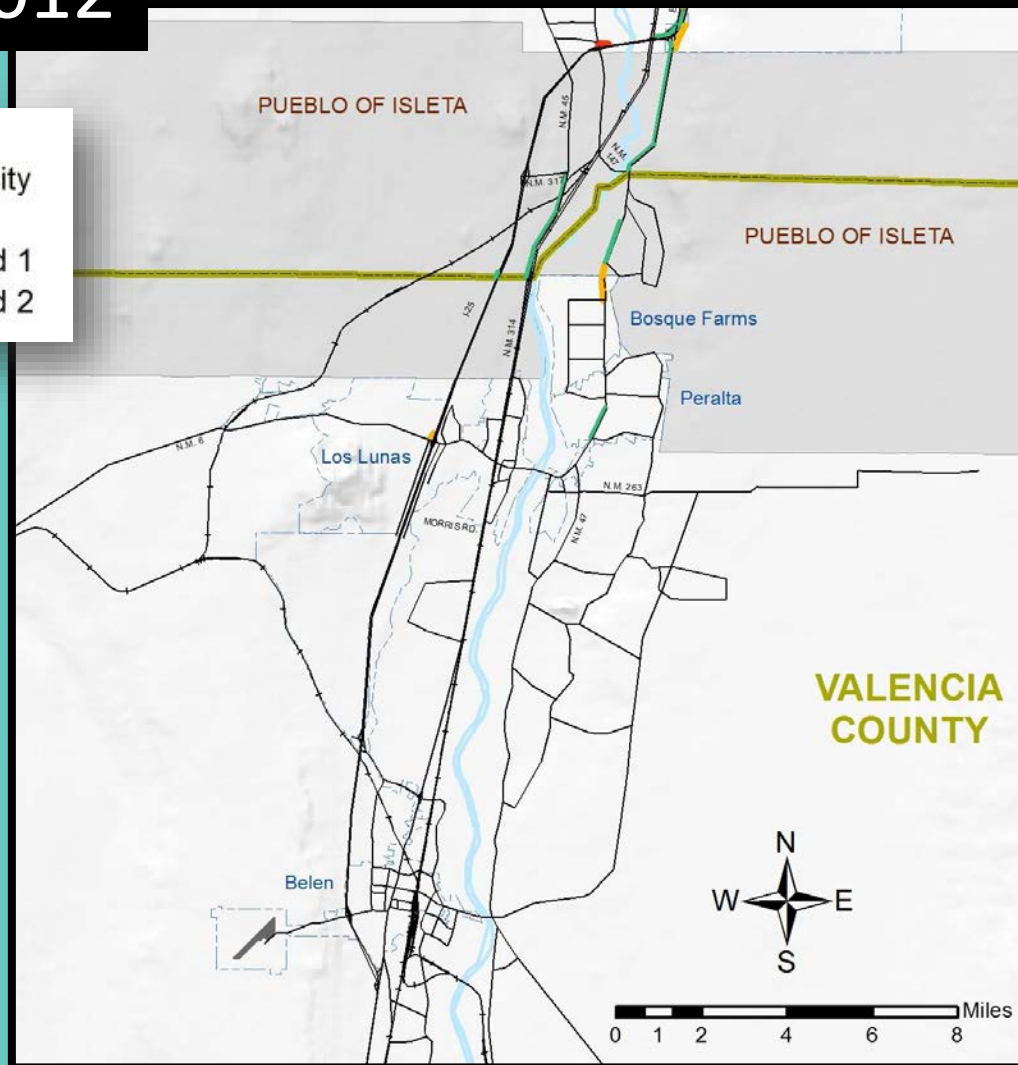 012
ity
d 1
d 2
PUEBLO OF ISLETA
N.M. 45
N.M.
147
N.M. 317
PUEBLO OF ISLETA
I-25
N.M. 314
Bosque Farms
Peralta
N.M. 6
Los Lunas
N.M. 263
MORRIS RD.
N.M. 47
VALENCIA
COUNTY
Belen
N
W
E
S
Miles
0 1 2 4 6 8